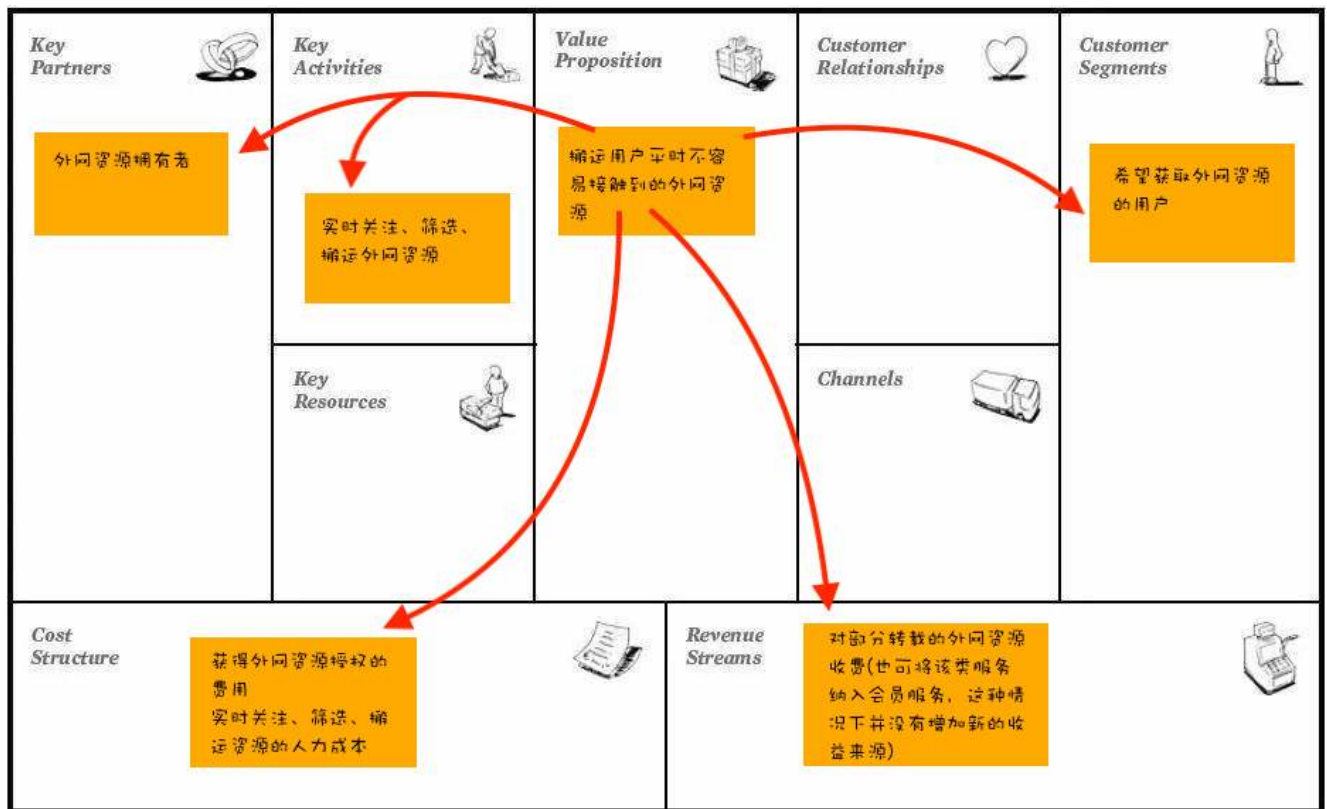 Key
Partners
外网资源拥有者
Key
Activities
实时关注、筛选、
搬运外网资源
Key
Resources
Value
Proposition
搬运用户平时不容
易接触到的外网资
源
Customer
Relationships
Channels
Customer
Segments
希望获取外网资源
的用户
Cost
Structure
获得外网资源授权的
费用
实时关注、筛选、搬
运资源的人力成本
Revenue
Streams
对部分转载的外网资源
收费(也可将该类服务
纳入会员服务，这种情
况下并没有增加新的收
益来源)